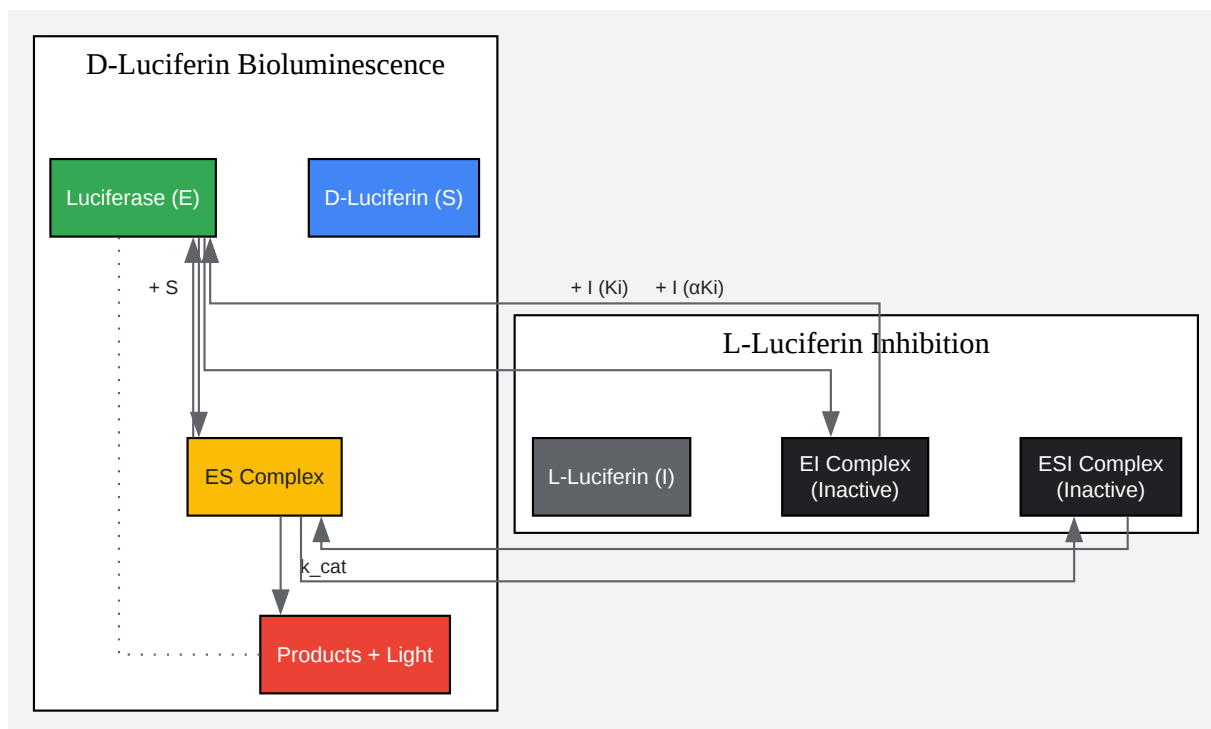 D-Luciferin Bioluminescence
Luciferase (E)
D-Luciferin (S)
+ S
+ I (Ki)
+ I (αKi)
L-Luciferin Inhibition
ES Complex
L-Luciferin (I)
EI Complex
(Inactive)
ESI Complex
(Inactive)
k_cat
Products + Light